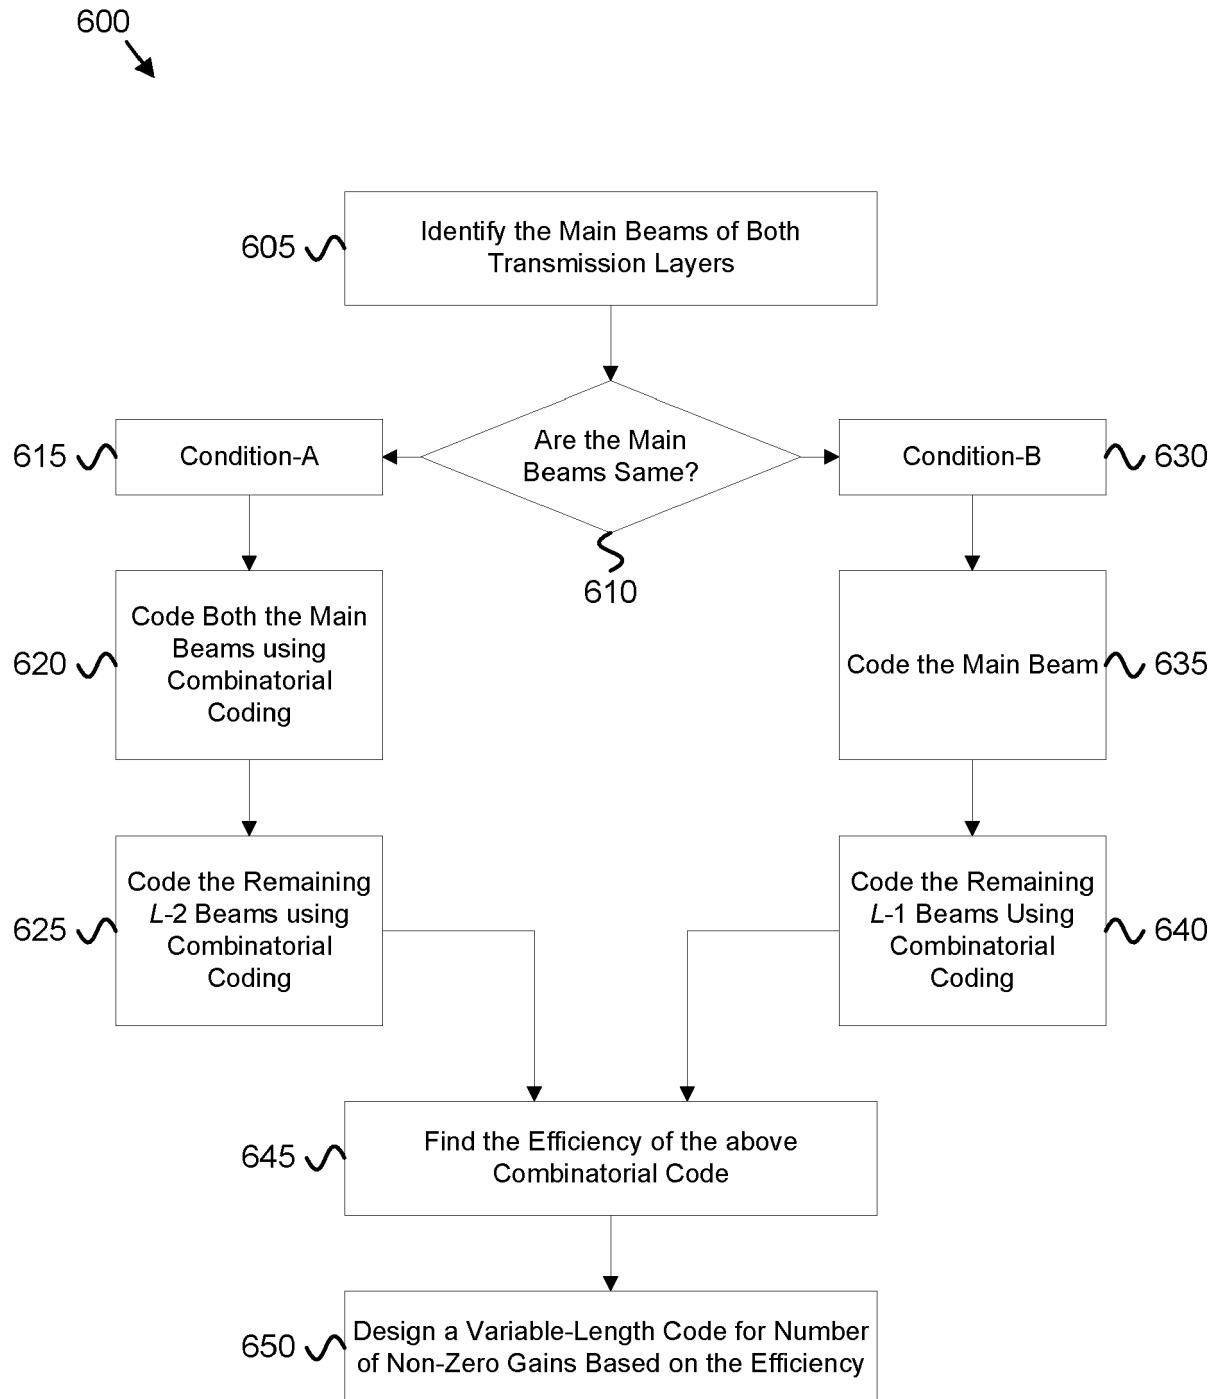 600
605
Identify the Main Beams of Both
Transmission Layers
615
Condition-A
Are the Main
Beams Same?
610
Condition-B
630
620
Code Both the Main
Beams using
Combinatorial
Coding
Code the Main Beam
635
625
Code the Remaining
L-2 Beams using
Combinatorial
Coding
Code the Remaining
L-1 Beams Using
Combinatorial
Coding
640
645
Find the Efficiency of the above
Combinatorial Code
650
Design a Variable-Length Code for Number
of Non-Zero Gains Based on the Efficiency